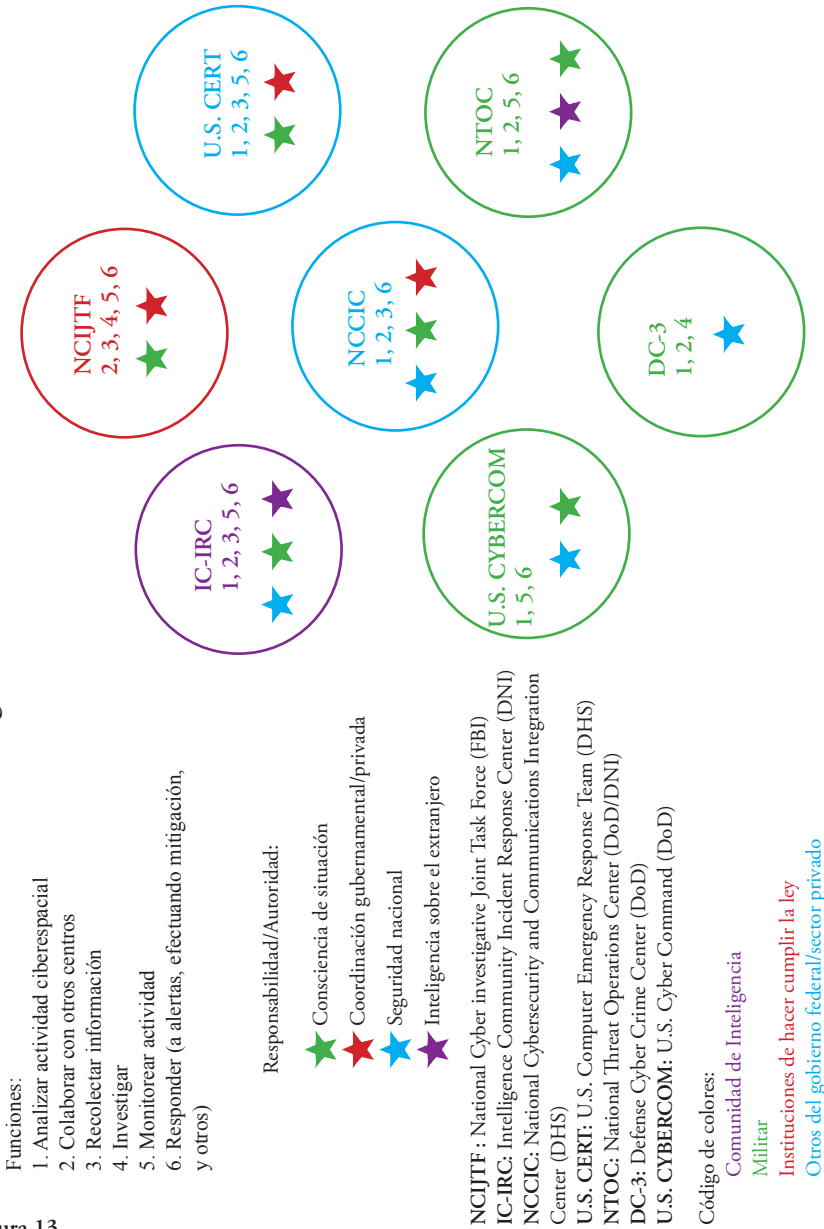 Funciones:
1. Analizar actividad ciberespacial
2. Colaborar con otros centros
3. Recolectar información
4. Investigar
5. Monitorear actividad
6. Responder (a alertas, efectuando mitigación,
y otros)
Responsabilidad/Autoridad:
Consciencia de situación
Coordinación gubernamental/privada
Seguridad nacional
Inteligencia sobre el extranjero
NCIJTF : National Cyber investigative Joint Task Force (FBI)
IC-IRC: Intelligence Community Incident Response Center (DNI)
NCCIC: National Cybersecurity and Communications Integration
Center (DHS)
U.S. CERT: U.S. Computer Emergency Response Team (DHS)
NTOC: National Threat Operations Center (DoD/DNI)
DC-3: Defense Cyber Crime Center (DoD)
U.S. CYBERCOM: U.S. Cyber Command (DoD)
Código de colores:
Comunidad de Inteligencia
Militar
Instituciones de hacer cumplir la ley
Otros del gobierno federal/sector privado
NCIJTF
2, 3, 4, 5, 6
IC-IRC
1, 2, 3, 5, 6
U.S. CERT
1, 2, 3, 5, 6
NCCIC
1, 2, 3, 6
U.S. CYBERCOM
1, 5, 6
NTOC
1, 2, 5, 6
DC-3
1, 2, 4